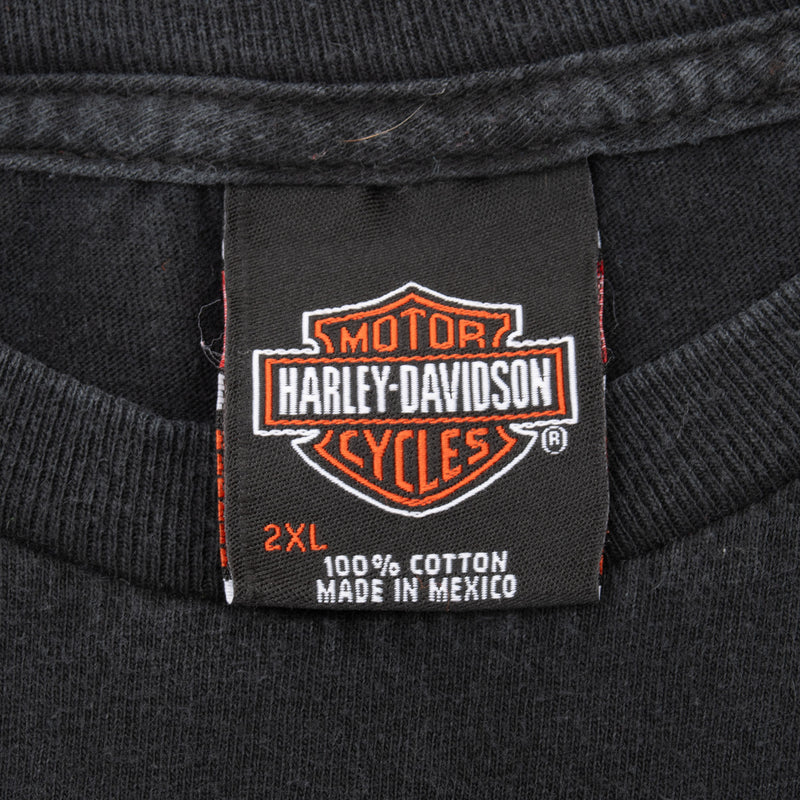 MOTOR
HARLEY-DAVIDSON
CYCLES
®
2XL
100% COTTON
MADE IN MEXICO